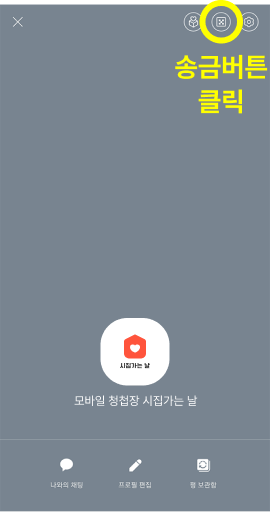 송금버튼
클릭
시집가는 날
모바일 청첩장 시집가는 날
나와의 채팅
프로필 편집
짤 보관함